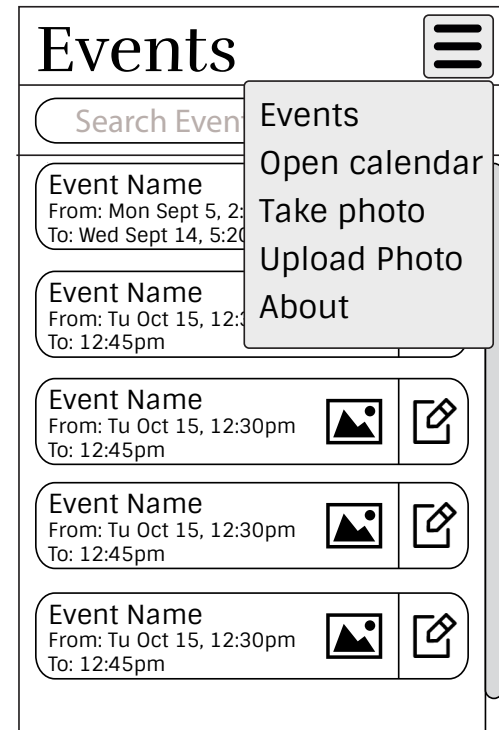 Events
Search Even
Events
Open calendar
Take photo
Upload Photo
About
Event Name
From: Mon Sept 5, 2:
To: Wed Sept 14, 5:20
Event Name
From: Tu Oct 15, 12:3
To: 12:45pm
Event Name
From: Tu Oct 15, 12:30pm
To: 12:45pm
Event Name
From: Tu Oct 15, 12:30pm
To: 12:45pm
Event Name
From: Tu Oct 15, 12:30pm
To: 12:45pm